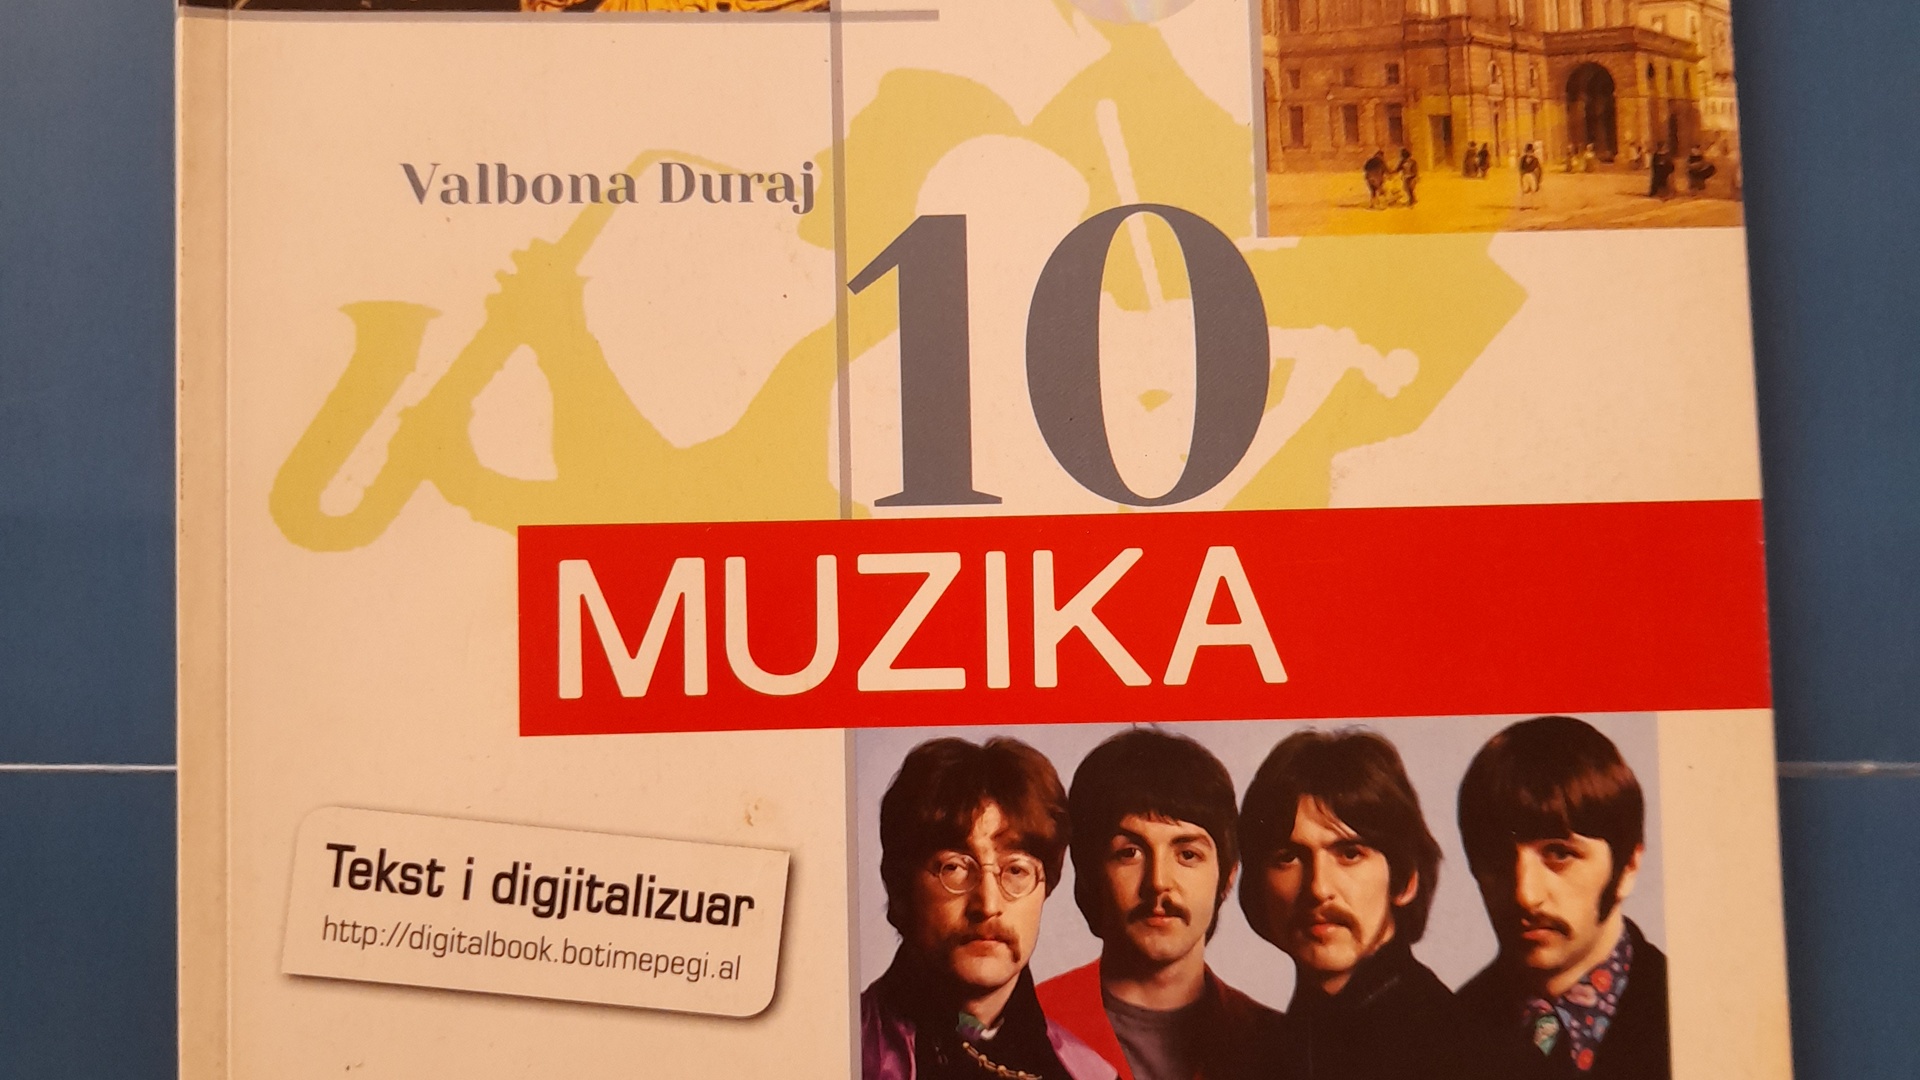 Valbona Duraj
10
MUZIKA
Tekst i digjitalizuar
http://digitalbook.botimepegi.al